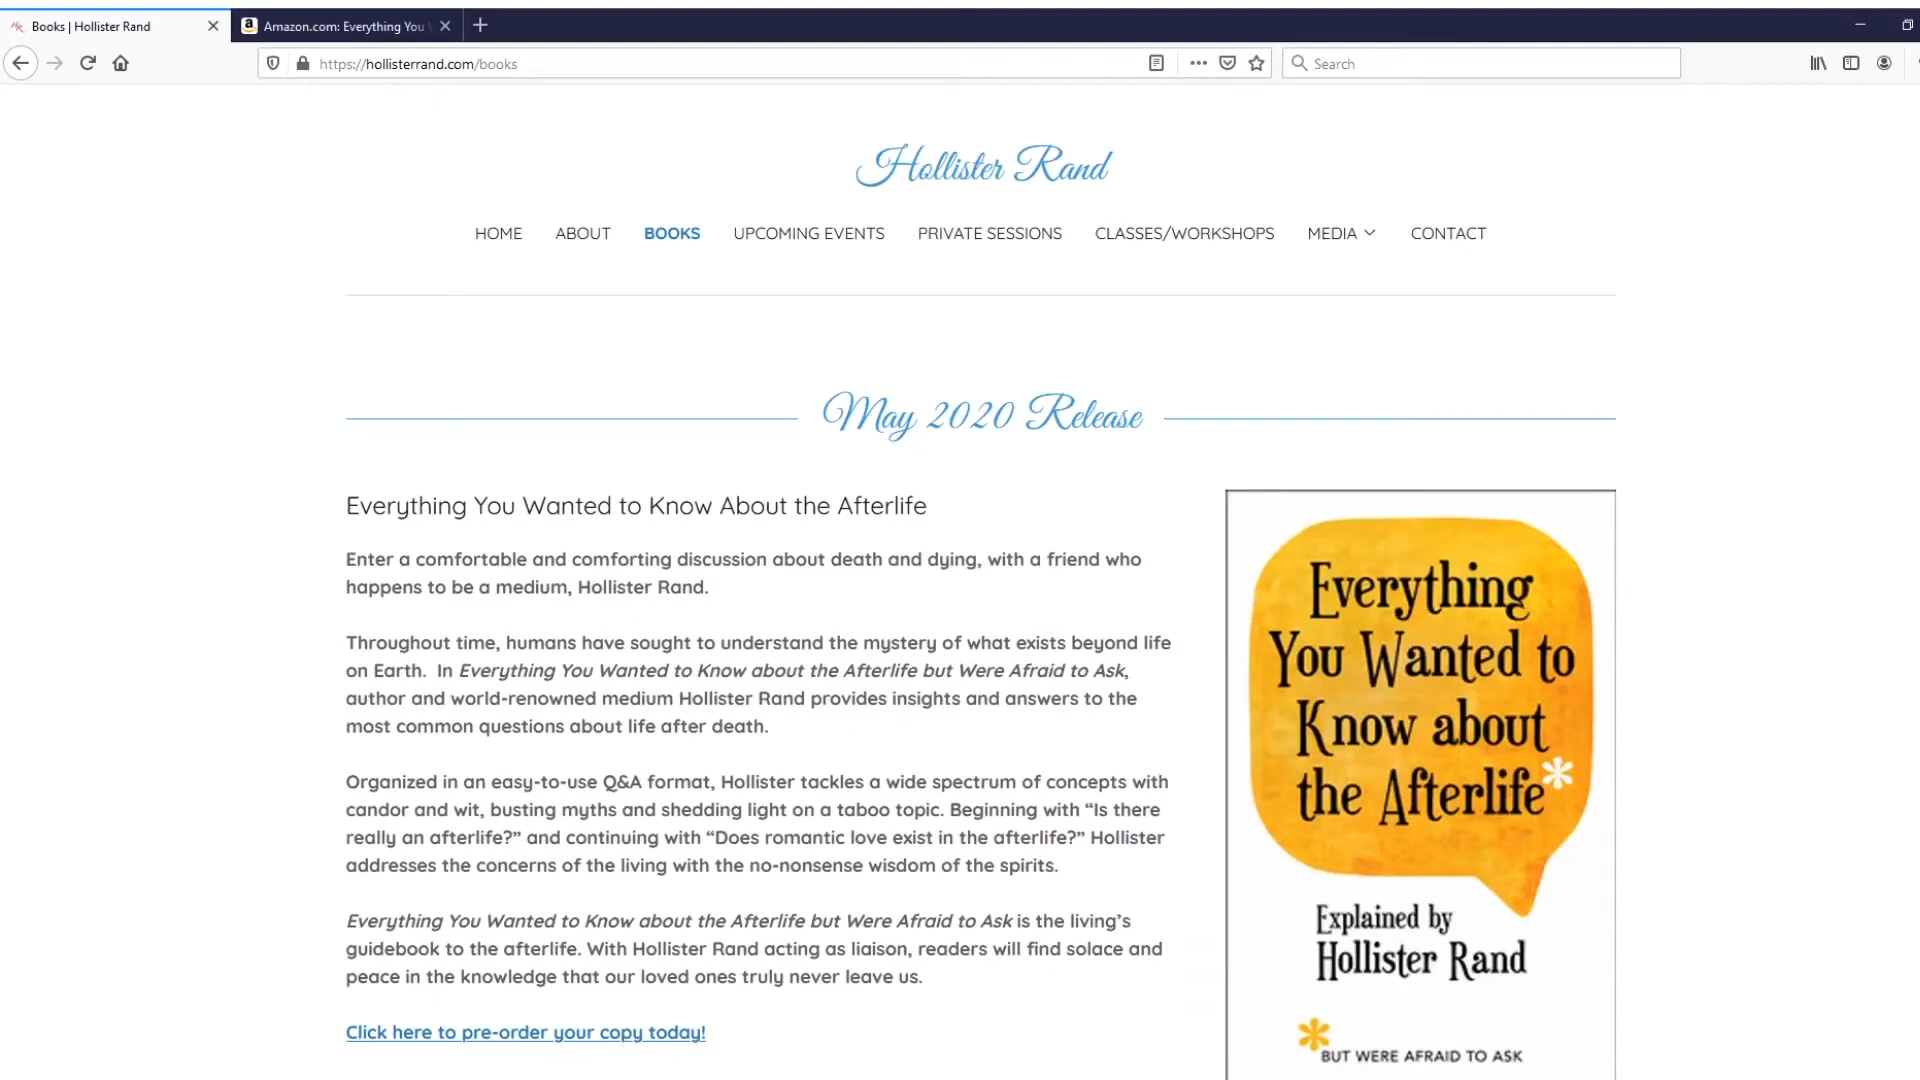 Books | Hollister Rand
Amazon.com: Everything You
https://hollisterrand.com/books
Search
Hollister Rand
HOME ABOUT BOOKS UPCOMING EVENTS PRIVATE SESSIONS CLASSES/WORKSHOPS MEDIA CONTACT
May 2020 Release
Everything You Wanted to Know About the Afterlife
Enter a comfortable and comforting discussion about death and dying, with a friend who
happens to be a medium, Hollister Rand.
Throughout time, humans have sought to understand the mystery of what exists beyond life
on Earth. In Everything You Wanted to Know about the Afterlife but Were Afraid to Ask,
author and world-renowned medium Hollister Rand provides insights and answers to the
most common questions about life after death.
Organized in an easy-to-use Q&A format, Hollister tackles a wide spectrum of concepts with
candor and wit, busting myths and shedding light on a taboo topic. Beginning with “Is there
really an afterlife?” and continuing with “Does romantic love exist in the afterlife?” Hollister
addresses the concerns of the living with the no-nonsense wisdom of the spirits.
Everything You Wanted to Know about the Afterlife but Were Afraid to Ask is the living’s
guidebook to the afterlife. With Hollister Rand acting as liaison, readers will find solace and
peace in the knowledge that our loved ones truly never leave us.
Click here to pre-order your copy today!
Everything
You Wanted to
Know about
the Afterlife*
Explained by
Hollister Rand
*BUT WERE AFRAID TO ASK